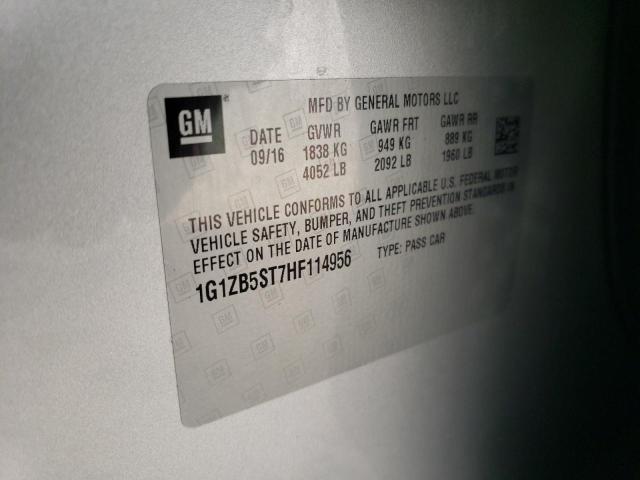 GM
MFD BY GENERAL MOTORS LLC
DATE GVWR GAWR FRT GAWR RR
09/16 1838 KG 949 KG 889 KG
4052 LB 2092 LB 1960 LB
THIS VEHICLE CONFORMS TO ALL APPLICABLE U.S. FEDERAL MOTOR
VEHICLE SAFETY, BUMPER, AND THEFT PREVENTION STANDARDS IN
EFFECT ON THE DATE OF MANUFACTURE SHOWN ABOVE.
1G1ZB5ST7HF114956 TYPE: PASS CAR